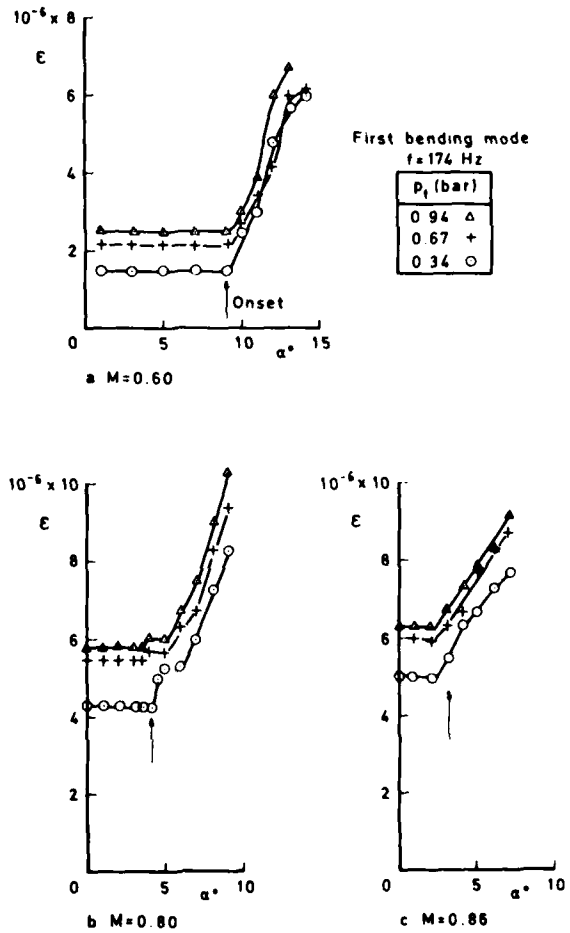 10⁻⁶ x 8
ε
6
4
2
0
5
10
15
α°
Onset
a M=0.60
First bending mode
f=174 Hz
Pt (bar)
0.94 △
0.67 +
0.34 ⊙
10⁻⁶ x 10
ε
8
6
4
2
0
5
10
α°
b M=0.80
10⁻⁶ x 10
ε
8
6
4
2
0
5
10
α°
c M=0.86